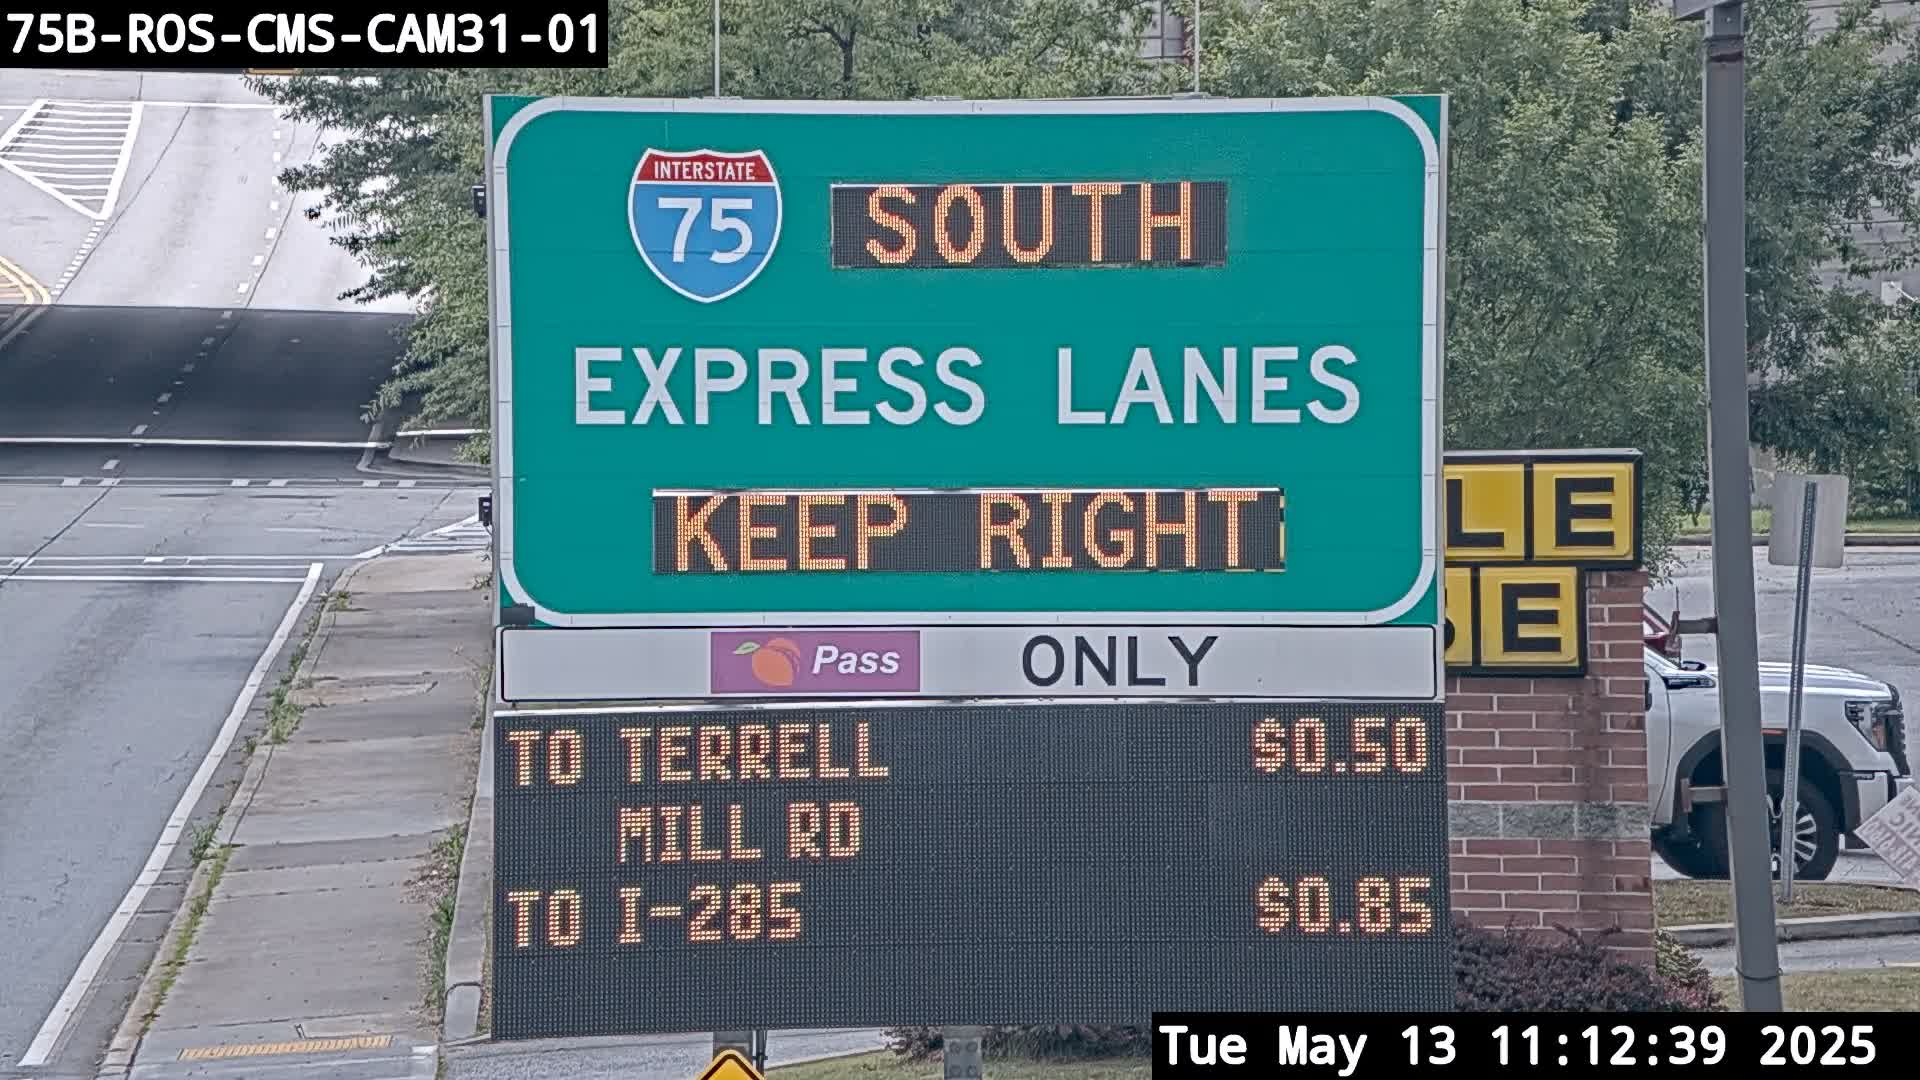 75B-ROS-CMS-CAM31-01
INTERSTATE
75
SOUTH
EXPRESS LANES
KEEP RIGHT
Pass ONLY
TO TERRELL $0.50
MILL RD
TO I-285 $0.85
LE
E
Tue May 13 11:12:39 2025